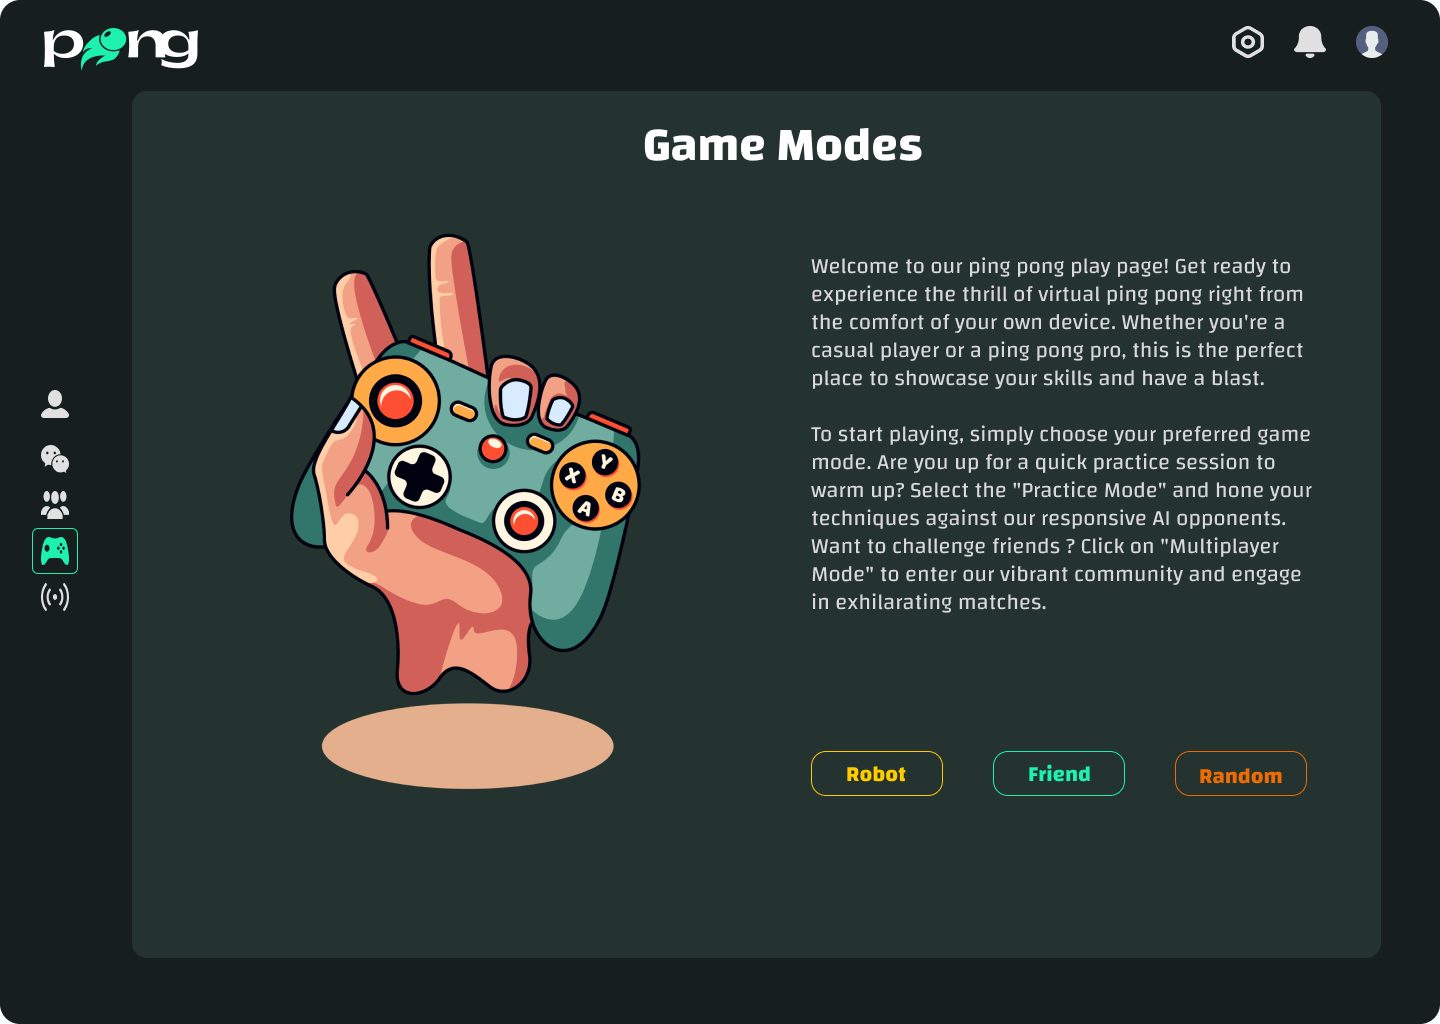 pong
Game Modes
Welcome to our ping pong play page! Get ready to
experience the thrill of virtual ping pong right from
the comfort of your own device. Whether you're a
casual player or a ping pong pro, this is the perfect
place to showcase your skills and have a blast.
To start playing, simply choose your preferred game
mode. Are you up for a quick practice session to
warm up? Select the "Practice Mode" and hone your
techniques against our responsive AI opponents.
Want to challenge friends ? Click on "Multiplayer
Mode" to enter our vibrant community and engage
in exhilarating matches.
Y
X
B
A
Robot
Friend
Random